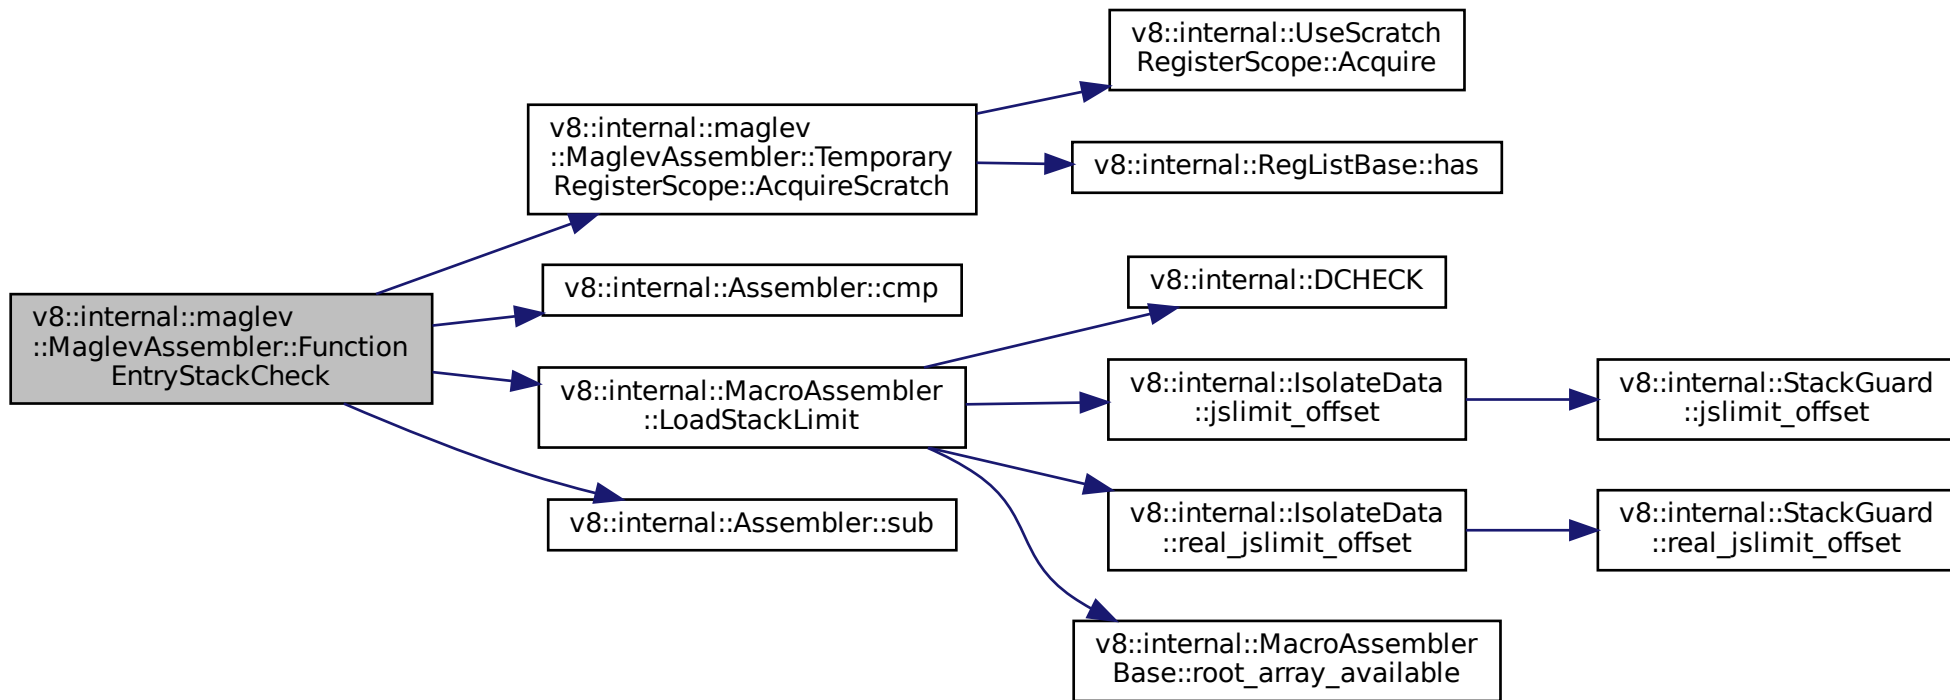 v8::internal::UseScratch
RegisterScope::Acquire
v8::internal::maglev
::MaglevAssembler::Temporary
RegisterScope::AcquireScratch
v8::internal::RegListBase::has
v8::internal::Assembler::cmp
v8::internal::DCHECK
v8::internal::maglev
::MaglevAssembler::Function
EntryStackCheck
v8::internal::MacroAssembler
::LoadStackLimit
v8::internal::IsolateData
::jslimit_offset
v8::internal::StackGuard
::jslimit_offset
v8::internal::Assembler::sub
v8::internal::IsolateData
::real_jslimit_offset
v8::internal::StackGuard
::real_jslimit_offset
v8::internal::MacroAssembler
Base::root_array_available